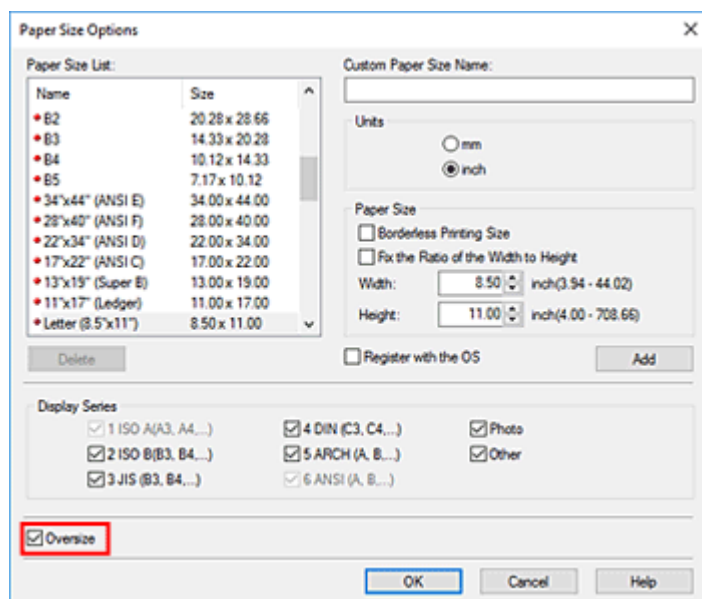 Paper Size Options
Paper Size List:
Name Size
B2 20.28 x 28.66
B3 14.33 x 20.28
B4 10.12 x 14.33
B5 7.17 x 10.12
34"x44" (ANSI E) 34.00 x 44.00
28"x40" (ANSI F) 28.00 x 40.00
22"x34" (ANSI D) 22.00 x 34.00
17"x22" (ANSI C) 17.00 x 22.00
13"x19" (Super B) 13.00 x 19.00
11"x17" (Ledger) 11.00 x 17.00
Letter (8.5"x11") 8.50 x 11.00
Delete
Custom Paper Size Name:
Units
mm
inch
Paper Size
Borderless Printing Size
Fix the Ratio of the Width to Height
Width: 8.50 inch(3.94 - 44.02)
Height: 11.00 inch(4.00 - 708.66)
Register with the OS Add
Display Series
1 ISO A(A3, A4,...) 4 DIN (C3, C4,...) Photo
2 ISO B(B3, B4,...) 5 ARCH (A, B,...) Other
3 JIS (B3, B4,...) 6 ANSI (A, B,...)
Oversize
OK Cancel Help